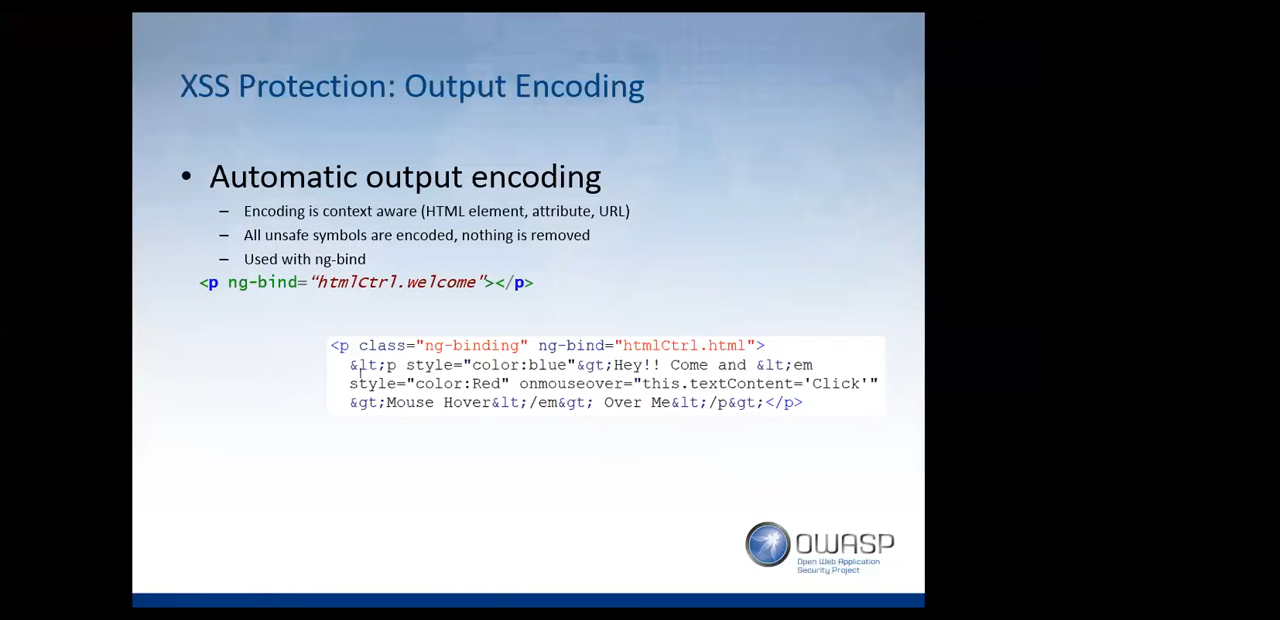 XSS Protection: Output Encoding
• Automatic output encoding
– Encoding is context aware (HTML element, attribute, URL)
– All unsafe symbols are encoded, nothing is removed
– Used with ng-bind
<p ng-bind=“htmlCtrl.welcome"></p>
<p class="ng-binding" ng-bind="htmlCtrl.html">
&lt;p style="color:blue"&gt;Hey!! Come and &lt;em
style="color:Red" onmouseover="this.textContent='Click'"
&gt;Mouse Hover&lt;/em&gt; Over Me&lt;/p&gt;</p>
OWASP
Open Web Application
Security Project